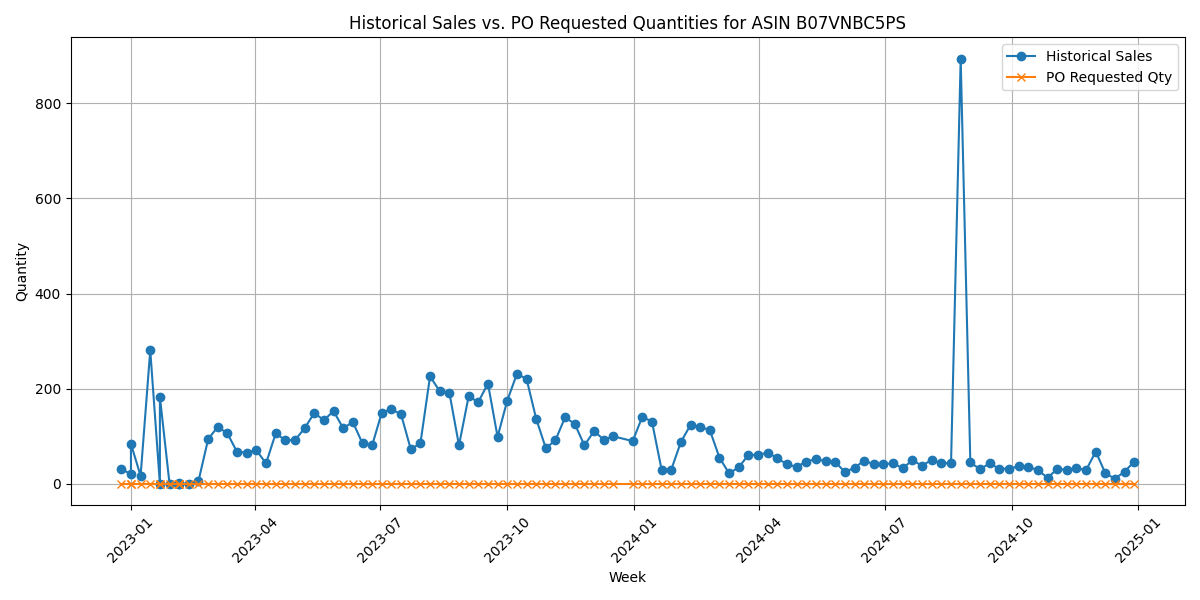 Historical Sales vs. PO Requested Quantities for ASIN B07VNBC5PS
Historical Sales
PO Requested Qty
800
600
400
200
0
Quantity
2023-01
2023-04
2023-07
2023-10
2024-01
2024-04
2024-07
2024-10
2025-01
Week